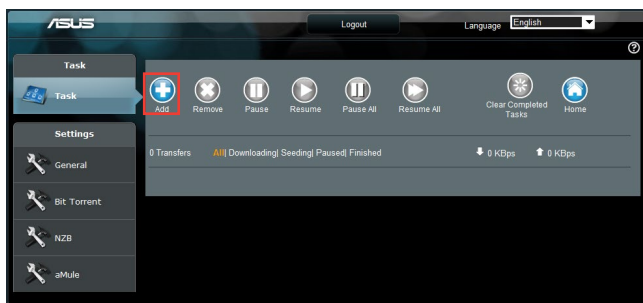 ASUS
Logout
Language English
Task
Task
Add Remove Pause Resume Pause All Resume All Clear Completed Tasks Home
Settings
General
Bit Torrent
NZB
aMule
0 Transfers All| Downloading| Seeding| Paused| Finished 0 KBps 0 KBps